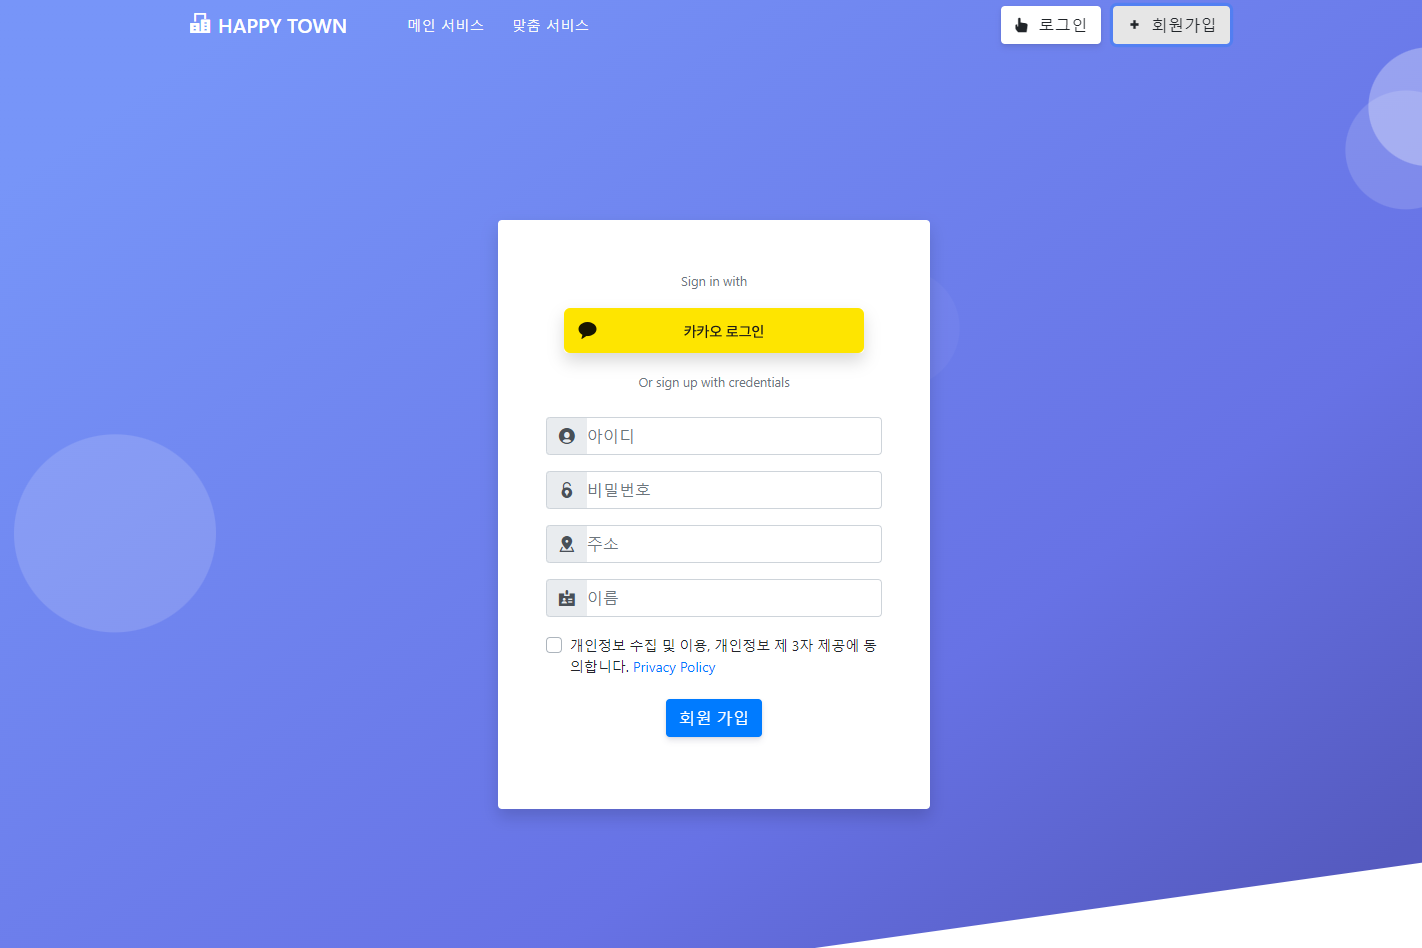 HAPPY TOWN
메인 서비스
맞춤 서비스
로그인
회원가입
Sign in with
카카오 로그인
Or sign up with credentials
아이디
비밀번호
주소
이름
개인정보 수집 및 이용, 개인정보 제 3자 제공에 동
의합니다. Privacy Policy
회원 가입